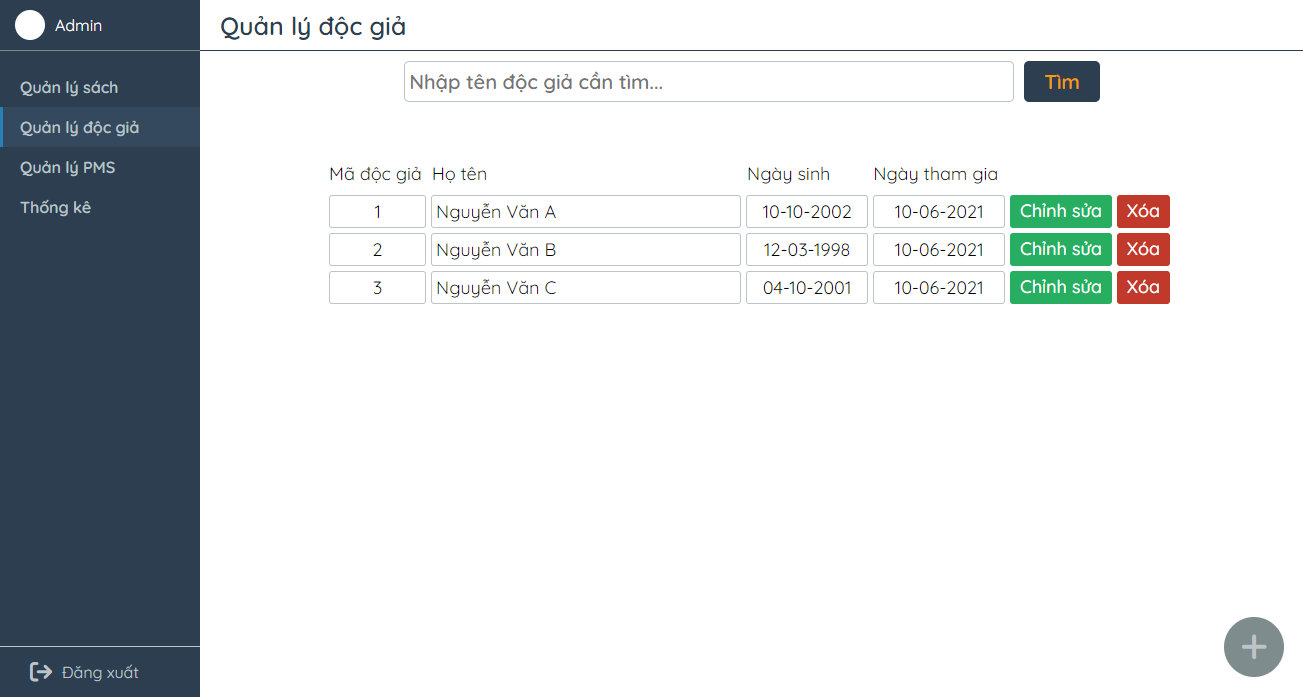 Admin
Quản lý độc giả
Quản lý sách
Quản lý độc giả
Quản lý PMS
Thống kê
Đăng xuất
Nhập tên độc giả cần tìm...
Tìm
Mã độc giả Họ tên Ngày sinh Ngày tham gia
1 Nguyễn Văn A 10-10-2002 10-06-2021 Chỉnh sửa Xóa
2 Nguyễn Văn B 12-03-1998 10-06-2021 Chỉnh sửa Xóa
3 Nguyễn Văn C 04-10-2001 10-06-2021 Chỉnh sửa Xóa
+